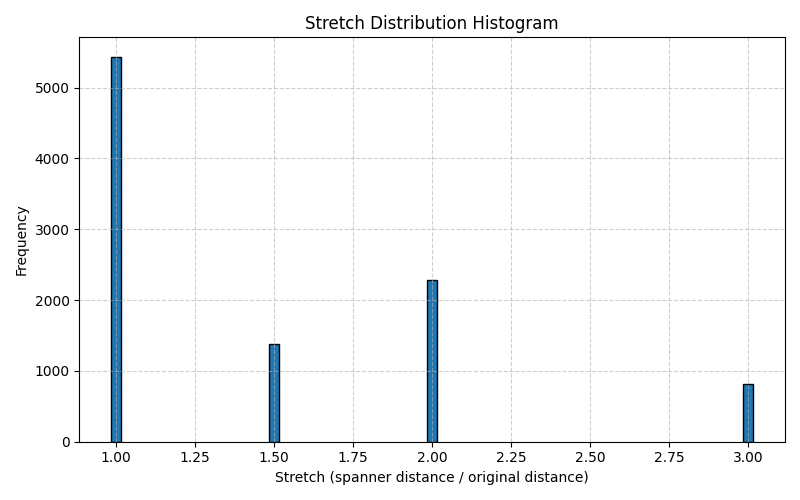 Stretch Distribution Histogram
Frequency
5000
4000
3000
2000
1000
0
1.00 1.25 1.50 1.75 2.00 2.25 2.50 2.75 3.00
Stretch (spanner distance / original distance)